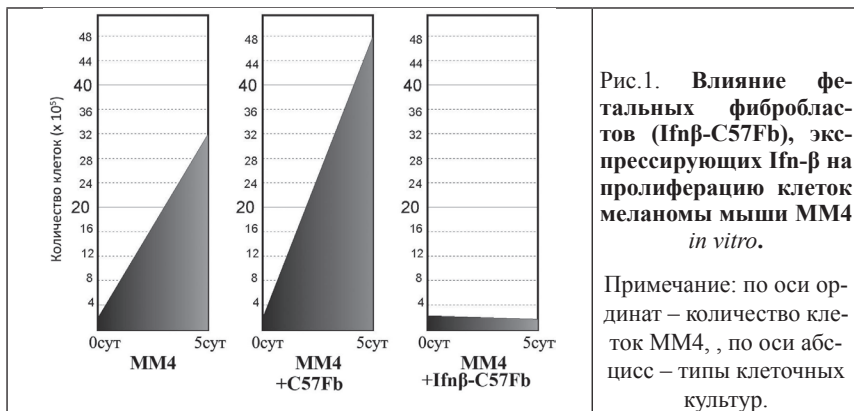 Количество клеток (x 10⁵)
48
44
40
36
32
28
24
20
16
12
8
4
0сут 5сут
MM4
48
44
40
36
32
28
24
20
16
12
8
4
0сут 5сут
MM4
+C57Fb
48
44
40
36
32
28
24
20
16
12
8
4
0сут 5сут
MM4
+Ifnβ-C57Fb
Рис.1. Влияние фе-
тальных фиброблас-
тов (Ifnβ-C57Fb), экс-
прессирующих Ifn-β на
пролиферацию клеток
меланомы мыши ММ4
in vitro.
Примечание: по оси ор-
динат – количество кле-
ток ММ4, , по оси абс-
цисс – типы клеточных
культур.